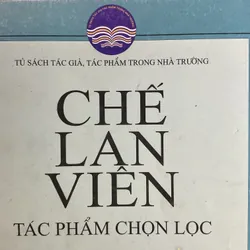 TỦ SÁCH TÁC GIẢ, TÁC PHẨM TRONG NHÀ TRƯỜNG
CHẾ
LAN
VIÊN
TÁC PHẨM CHỌN LỌC